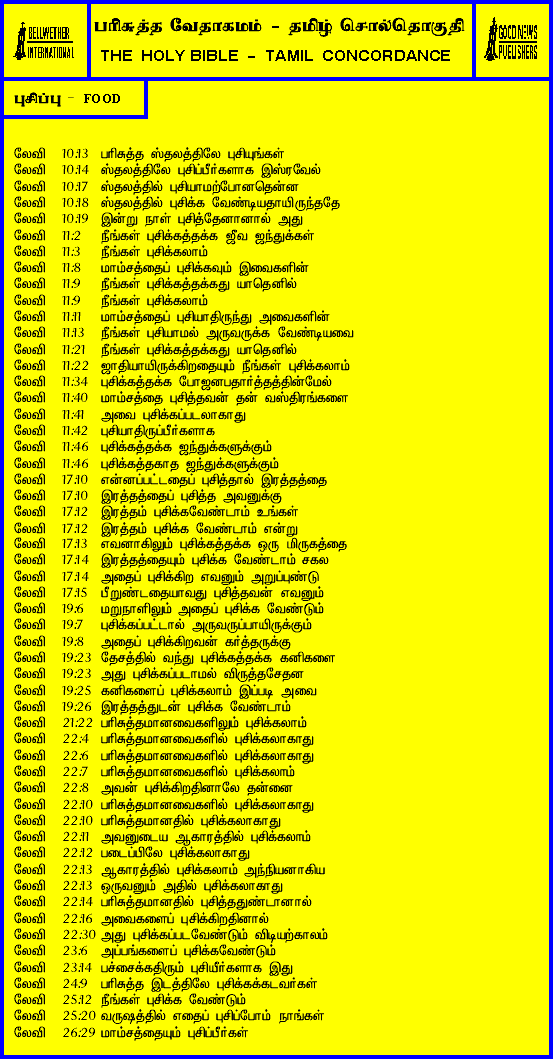 BELLWETHER
INTERNATIONAL
பரிசுத்த வேதாகமம் - தமிழ் சொல்தொகுதி
THE HOLY BIBLE - TAMIL CONCORDANCE
GOOD NEWS
PUBLISHERS
புசிப்பு - FOOD
லேவி 10:13 பரிசுத்த ஸ்தலத்திலே புசியுங்கள்
லேவி 10:14 ஸ்தலத்திலே புசிப்பீர்களாக இஸ்ரவேல்
லேவி 10:17 ஸ்தலத்தில் புசியாமற்போனதென்ன
லேவி 10:18 ஸ்தலத்தில் புசிக்க வேண்டியதாயிருந்ததே
லேவி 10:19 இன்று நாள் புசித்தேனானால் அது
லேவி 11:2 நீங்கள் புசிக்கத்தக்க ஜீவ ஜந்துக்கள்
லேவி 11:3 நீங்கள் புசிக்கலாம்
லேவி 11:8 மாம்சத்தைப் புசிக்கவும் இவைகளின்
லேவி 11:9 நீங்கள் புசிக்கத்தக்கது யாதெனில்
லேவி 11:9 நீங்கள் புசிக்கலாம்
லேவி 11:11 மாம்சத்தைப் புசியாதிருந்து அவைகளின்
லேவி 11:13 நீங்கள் புசியாமல் அருவருக்க வேண்டியவை
லேவி 11:21 நீங்கள் புசிக்கத்தக்கது யாதெனில்
லேவி 11:22 ஜாதியாயிருக்கிறதையும் நீங்கள் புசிக்கலாம்
லேவி 11:34 புசிக்கத்தக்க போஜனபதார்த்தத்தின்மேல்
லேவி 11:40 மாம்சத்தை புசித்தவன் தன் வஸ்திரங்களை
லேவி 11:41 அவை புசிக்கப்படலாகாது
லேவி 11:42 புசியாதிருப்பீர்களாக
லேவி 11:46 புசிக்கத்தக்க ஜந்துக்களுக்கும்
லேவி 11:46 புசிக்கத்தகாத ஜந்துக்களுக்கும்
லேவி 17:10 என்னப்பட்டதைப் புசித்தால் இரத்தத்தை
லேவி 17:10 இரத்தத்தைப் புசித்த அவனுக்கு
லேவி 17:12 இரத்தம் புசிக்கவேண்டாம் உங்கள்
லேவி 17:12 இரத்தம் புசிக்க வேண்டாம் என்று
லேவி 17:13 எவனாகிலும் புசிக்கத்தக்க ஒரு மிருகத்தை
லேவி 17:14 இரத்தத்தையும் புசிக்க வேண்டாம் சகல
லேவி 17:14 அதைப் புசிக்கிற எவனும் அறுப்புண்டு
லேவி 17:15 பீறுண்டதையாவது புசித்தவன் எவனும்
லேவி 19:6 மறுநாளிலும் அதைப் புசிக்க வேண்டும்
லேவி 19:7 புசிக்கப்பட்டால் அருவருப்பாயிருக்கும்
லேவி 19:8 அதைப் புசிக்கிறவன் கர்த்தருக்கு
லேவி 19:23 தேசத்தில் வந்து புசிக்கத்தக்க கனிகளை
லேவி 19:23 அது புசிக்கப்படாமல் விருத்தசேதன
லேவி 19:25 கனிகளைப் புசிக்கலாம் இப்படி அவை
லேவி 19:26 இரத்தத்துடன் புசிக்க வேண்டாம்
லேவி 21:22 பரிசுத்தமானவைகளிலும் புசிக்கலாம்
லேவி 22:4 பரிசுத்தமானவைகளில் புசிக்கலாகாது
லேவி 22:6 பரிசுத்தமானவைகளில் புசிக்கலாகாது
லேவி 22:7 பரிசுத்தமானவைகளில் புசிக்கலாம்
லேவி 22:8 அவன் புசிக்கிறதினாலே தன்னை
லேவி 22:10 பரிசுத்தமானவைகளில் புசிக்கலாகாது
லேவி 22:10 பரிசுத்தமானதில் புசிக்கலாகாது
லேவி 22:11 அவனுடைய ஆகாரத்தில் புசிக்கலாம்
லேவி 22:12 படைப்பிலே புசிக்கலாகாது
லேவி 22:13 ஆகாரத்தில் புசிக்கலாம் அந்நியனாகிய
லேவி 22:13 ஒருவனும் அதில் புசிக்கலாகாது
லேவி 22:14 பரிசுத்தமானதில் புசித்ததுண்டானால்
லேவி 22:16 அவைகளைப் புசிக்கிறதினால்
லேவி 22:30 அது புசிக்கப்படவேண்டும் விடியற்காலம்
லேவி 23:6 அப்பங்களைப் புசிக்கவேண்டும்
லேவி 23:14 பச்சைக்கதிரும் புசியீர்களாக இது
லேவி 24:9 பரிசுத்த இடத்திலே புசிக்கக்கடவர்கள்
லேவி 25:12 நீங்கள் புசிக்க வேண்டும்
லேவி 25:20 வருஷத்தில் எதைப் புசிப்போம் நாங்கள்
லேவி 26:29 மாம்சத்தையும் புசிப்பீர்கள்